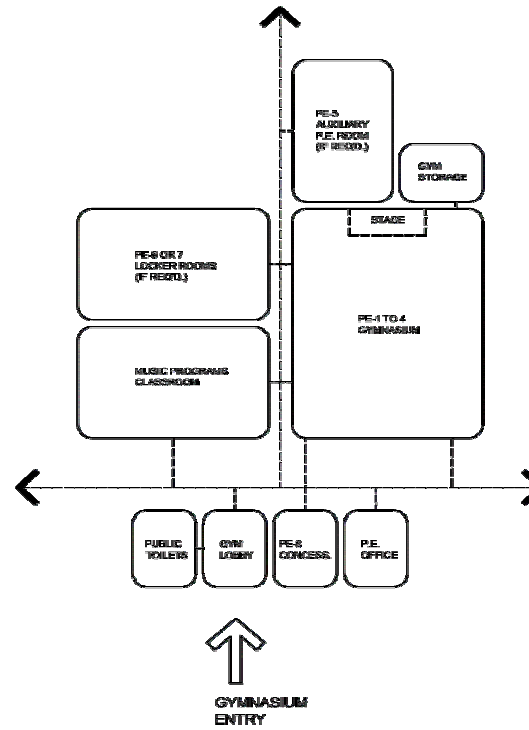 PE-5
AUXILIARY
P.E. ROOM
(IF REQ'D.)
GYM
STORAGE
STAGE
PE-6 OR 7
LOCKER ROOMS
(IF REQ'D.)
PE-1 TO 4
GYMNASIUM
MUSIC PROGRAMS
CLASSROOM
PUBLIC
TOILETS
GYM
LOBBY
PE-8
CONCESS.
P.E.
OFFICE
GYMNASIUM
ENTRY